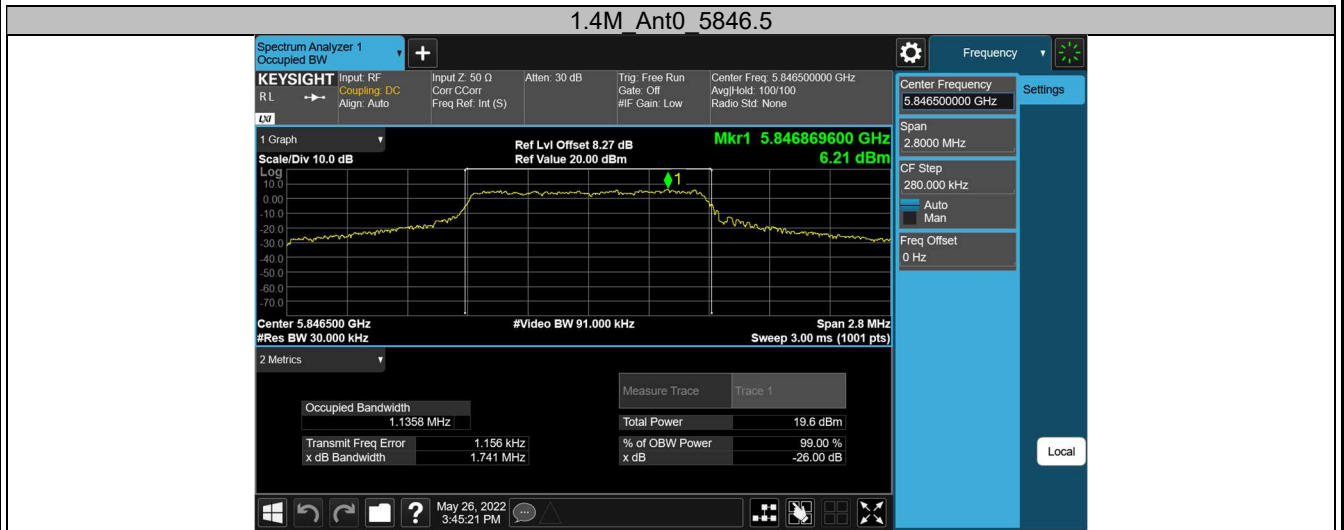 1.4M_Ant0_5846.5
Spectrum Analyzer 1
Occupied BW
+
Frequency
KEYSIGHT
RL
LXI
Input: RF
Coupling: DC
Align: Auto
Input Z: 50 Ω
Corr CCorr
Freq Ref: Int (S)
Atten: 30 dB
Trig: Free Run
Gate: Off
#IF Gain: Low
Center Freq: 5.846500000 GHz
Avg|Hold: 100/100
Radio Std: None
Center Frequency
5.846500000 GHz
Settings
Span
2.8000 MHz
CF Step
280.000 kHz
Auto
Man
Freq Offset
0 Hz
1 Graph
Scale/Div 10.0 dB
Ref Lvl Offset 8.27 dB
Ref Value 20.00 dBm
Mkr1 5.846869600 GHz
6.21 dBm
Log
10.0
0.00
-10.0
-20.0
-30.0
-40.0
-50.0
-60.0
-70.0
1
Center 5.846500 GHz
#Res BW 30.000 kHz
#Video BW 91.000 kHz
Span 2.8 MHz
Sweep 3.00 ms (1001 pts)
2 Metrics
Measure Trace Trace 1
Occupied Bandwidth
1.1358 MHz
Total Power 19.6 dBm
Transmit Freq Error 1.156 kHz
% of OBW Power 99.00 %
x dB Bandwidth 1.741 MHz
x dB -26.00 dB
Local
?
May 26, 2022
3:45:21 PM